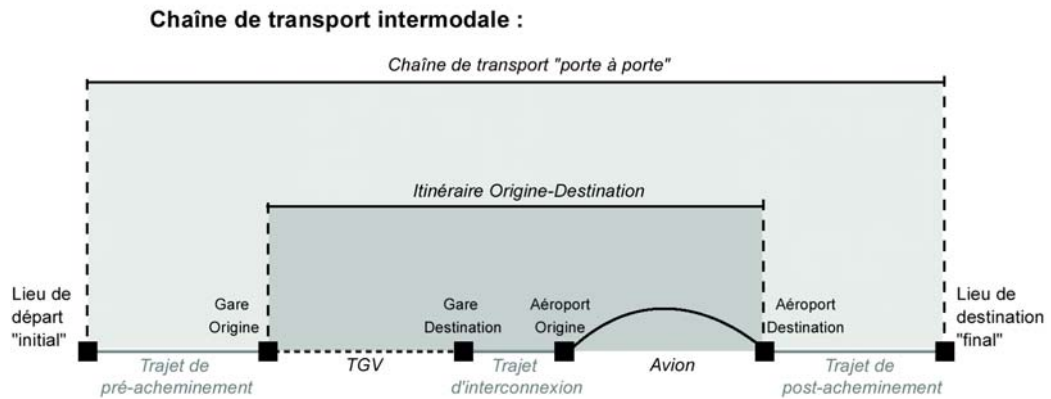 Chaîne de transport intermodale :
Chaîne de transport "porte à porte"
Itinéraire Origine-Destination
Lieu de
départ
"initial"
Gare
Origine
Gare
Destination
Aéroport
Origine
Aéroport
Destination
Lieu de
destination
"final"
Trajet de
pré-acheminement
TGV
Trajet
d'interconnexion
Avion
Trajet de
post-acheminement